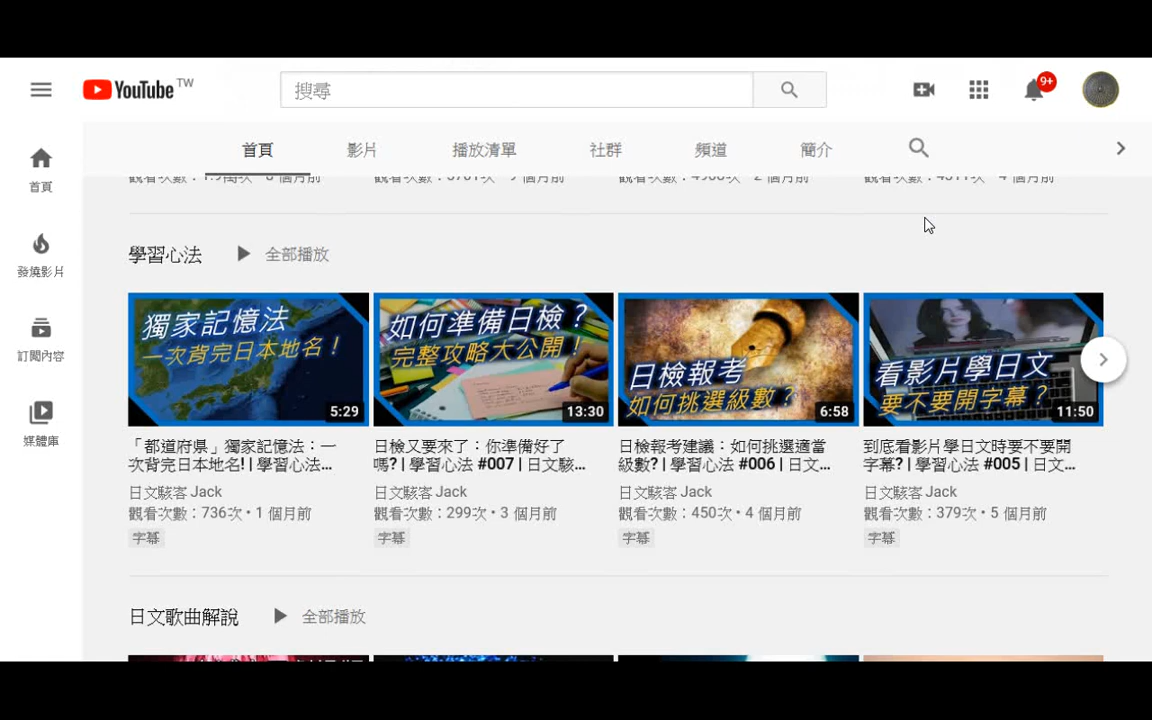 YouTube TW
搜尋
9+
首頁
影片
播放清單
社群
頻道
簡介
首頁
發燒影片
訂閱內容
媒體庫
學習心法
全部播放
獨家記憶法
一次背完日本地名!
5:29
如何準備日檢?
完整攻略大公開!
13:30
日檢報考
如何挑選級數?
6:58
看影片學日文
要不要開字幕?
11:50
「都道府県」獨家記憶法:一
次背完日本地名! | 學習心法...
日文駭客 Jack
觀看次數:736次 • 1 個月前
字幕
日檢又要來了:你準備好了
嗎? | 學習心法 #007 | 日文駭...
日文駭客 Jack
觀看次數:299次 • 3 個月前
字幕
日檢報考建議:如何挑選適當
級數? | 學習心法 #006 | 日文...
日文駭客 Jack
觀看次數:450次 • 4 個月前
字幕
到底看影片學日文時要不要開
字幕? | 學習心法 #005 | 日文...
日文駭客 Jack
觀看次數:379次 • 5 個月前
字幕
日文歌曲解說
全部播放